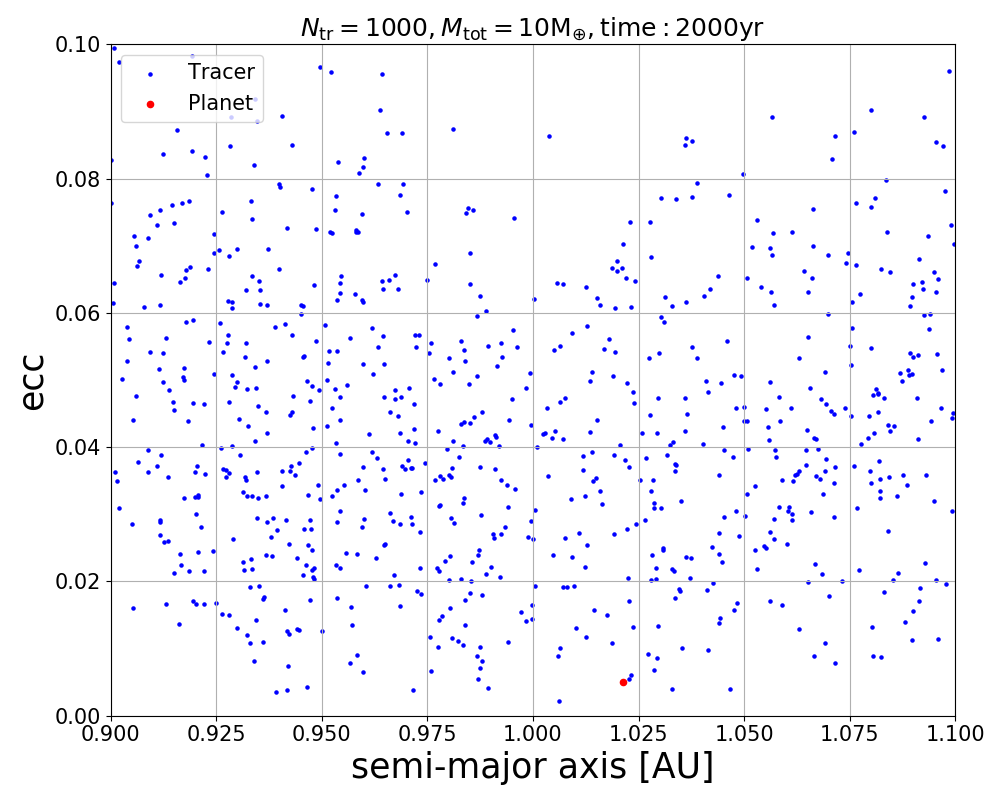 N_tr = 1000, M_tot = 10M_⊕, time : 2000yr
0.10
0.08
0.06
0.04
0.02
0.00
ecc
Tracer
Planet
0.900 0.925 0.950 0.975 1.000 1.025 1.050 1.075 1.100
semi-major axis [AU]